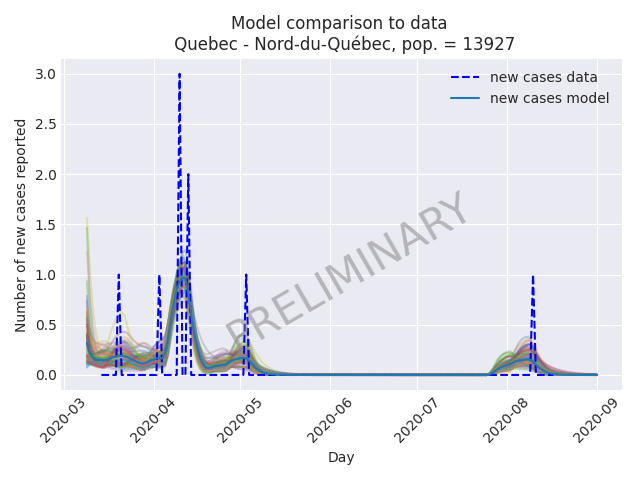 Model comparison to data
Quebec - Nord-du-Québec, pop. = 13927
new cases data
new cases model
Number of new cases reported
3.0
2.5
2.0
1.5
1.0
0.5
0.0
PRELIMINARY
2020-03
2020-04
2020-05
2020-06
2020-07
2020-08
2020-09
Day